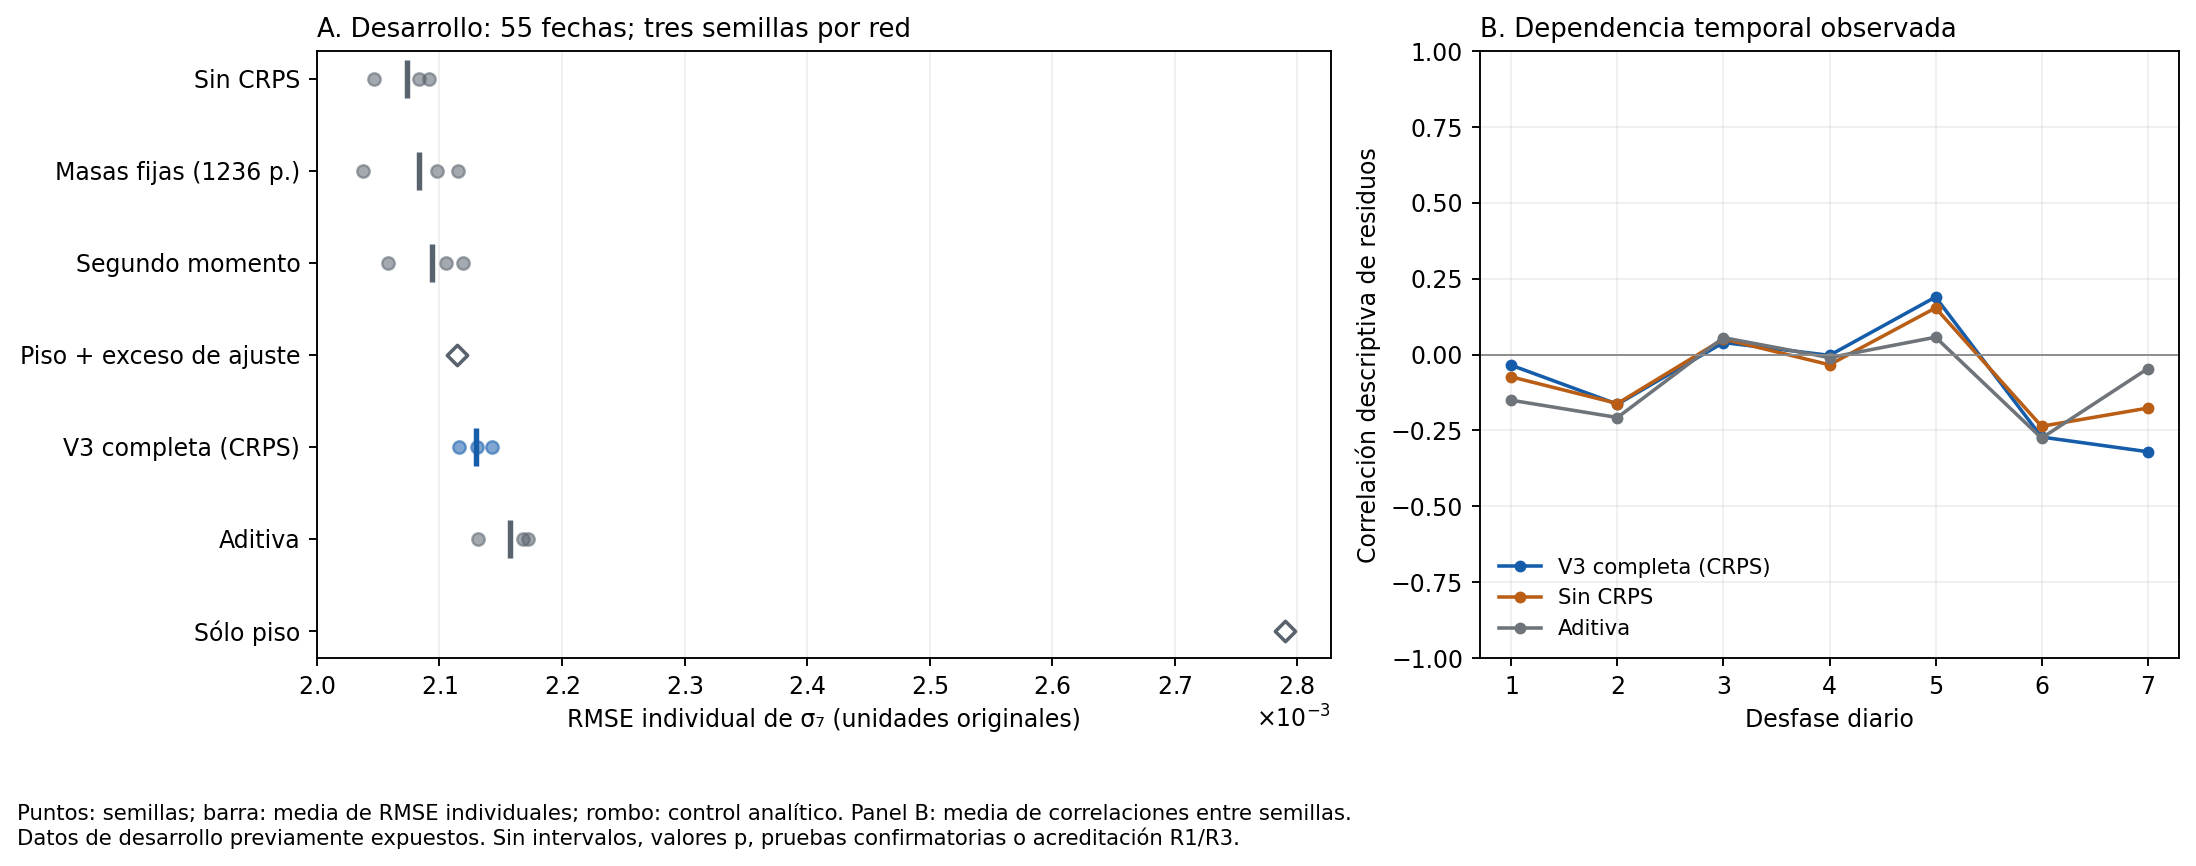 A. Desarrollo: 55 fechas; tres semillas por red
Sin CRPS
Masas fijas (1236 p.)
Segundo momento
Piso + exceso de ajuste
V3 completa (CRPS)
Aditiva
Sólo piso
2.0 2.1 2.2 2.3 2.4 2.5 2.6 2.7 2.8
×10⁻³
RMSE individual de σ₇ (unidades originales)
B. Dependencia temporal observada
Correlación descriptiva de residuos
1.00
0.75
0.50
0.25
0.00
−0.25
−0.50
−0.75
−1.00
V3 completa (CRPS)
Sin CRPS
Aditiva
1 2 3 4 5 6 7
Desfase diario
Puntos: semillas; barra: media de RMSE individuales; rombo: control analítico. Panel B: media de correlaciones entre semillas.
Datos de desarrollo previamente expuestos. Sin intervalos, valores p, pruebas confirmatorias o acreditación R1/R3.